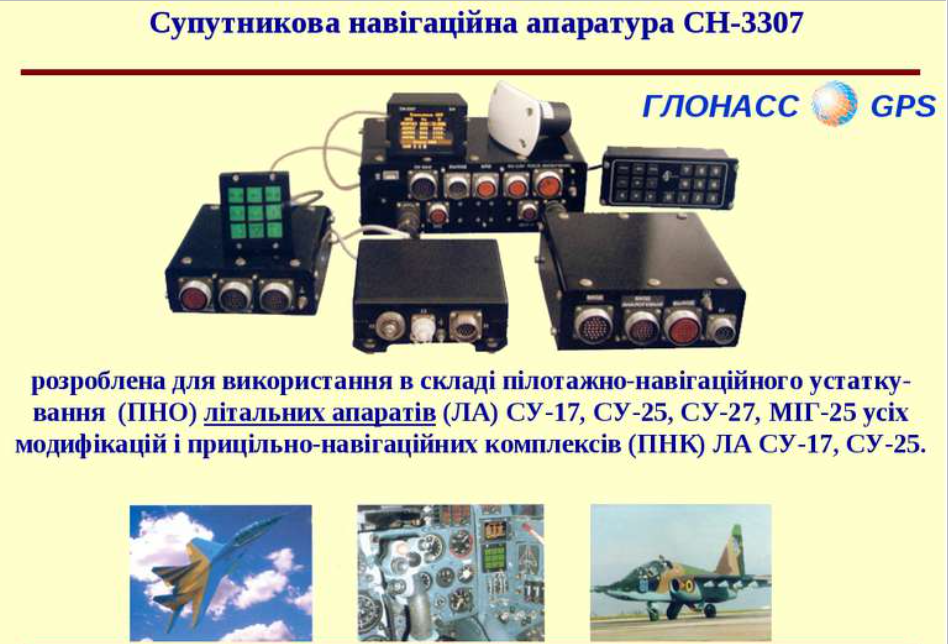 Супутникова навігаційна апаратура СН-3307
ГЛОНАСС GPS
розроблена для використання в складі пілотажно-навігаційного устатку-
вання (ПНО) літальних апаратів (ЛА) СУ-17, СУ-25, СУ-27, МІГ-25 усіх
модифікацій і прицільно-навігаційних комплексів (ПНК) ЛА СУ-17, СУ-25.